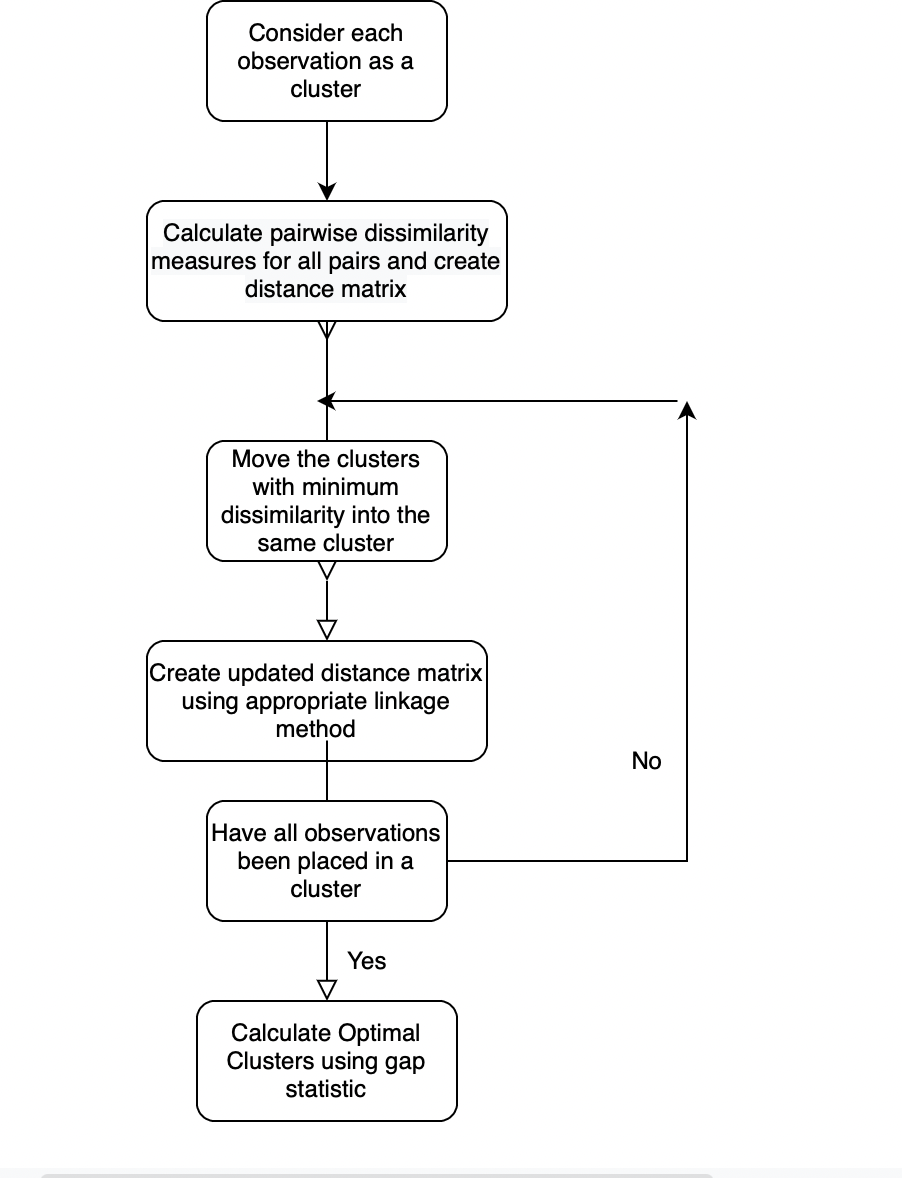 Consider each
observation as a
cluster
Calculate pairwise dissimilarity
measures for all pairs and create
distance matrix
Move the clusters
with minimum
dissimilarity into the
same cluster
Create updated distance matrix
using appropriate linkage
method
No
Have all observations
been placed in a
cluster
Yes
Calculate Optimal
Clusters using gap
statistic